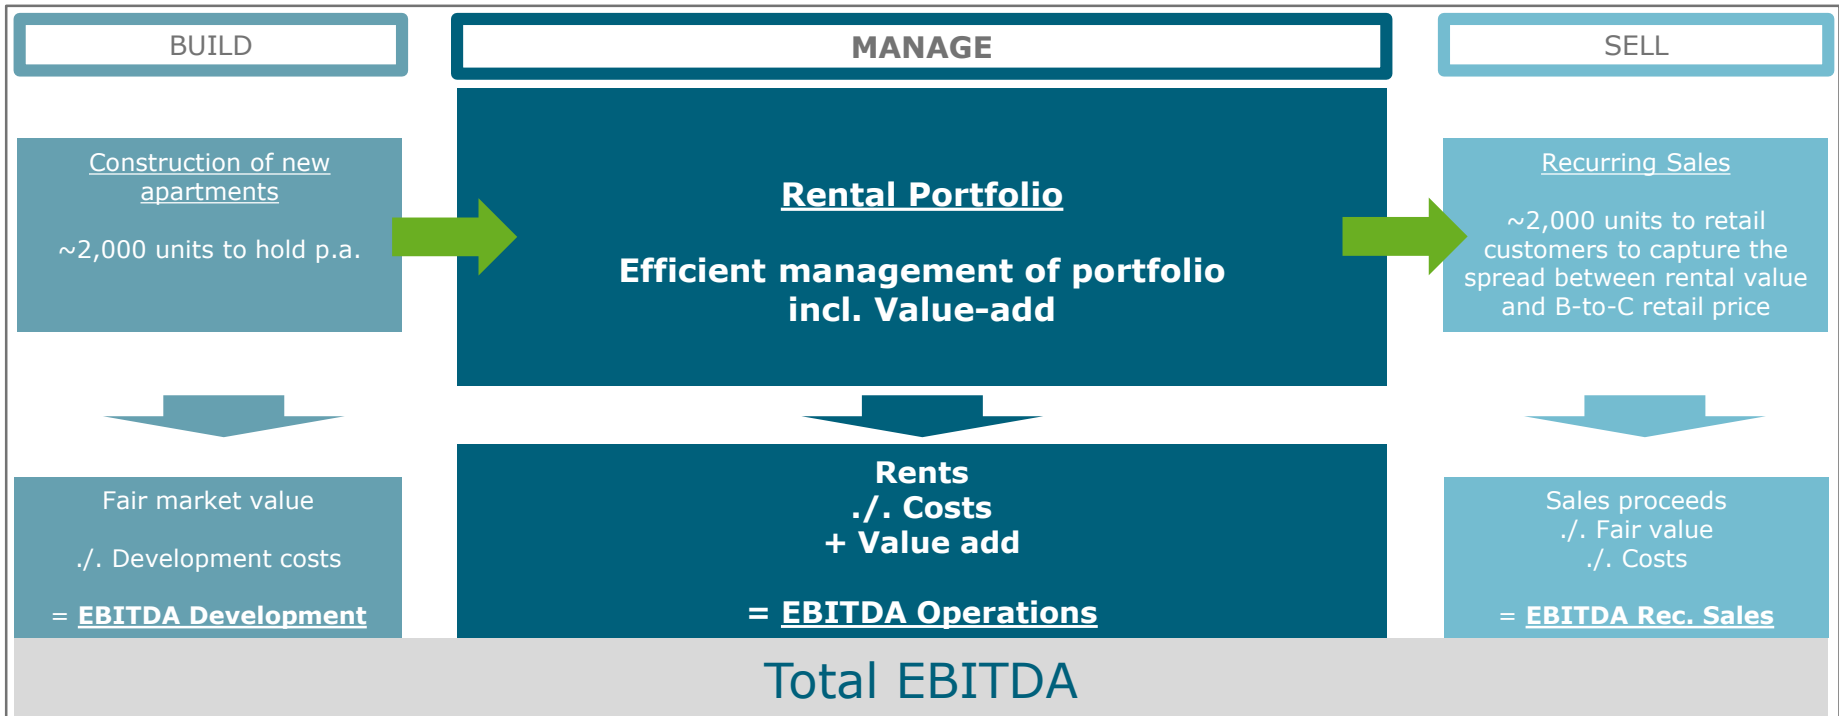 BUILD
Construction of new
apartments
~2,000 units to hold p.a.
Fair market value
./. Development costs
= EBITDA Development
MANAGE
Rental Portfolio
Efficient management of portfolio
incl. Value-add
Rents
./. Costs
+ Value add
= EBITDA Operations
SELL
Recurring Sales
~2,000 units to retail
customers to capture the
spread between rental value
and B-to-C retail price
Sales proceeds
./. Fair value
./. Costs
= EBITDA Rec. Sales
Total EBITDA